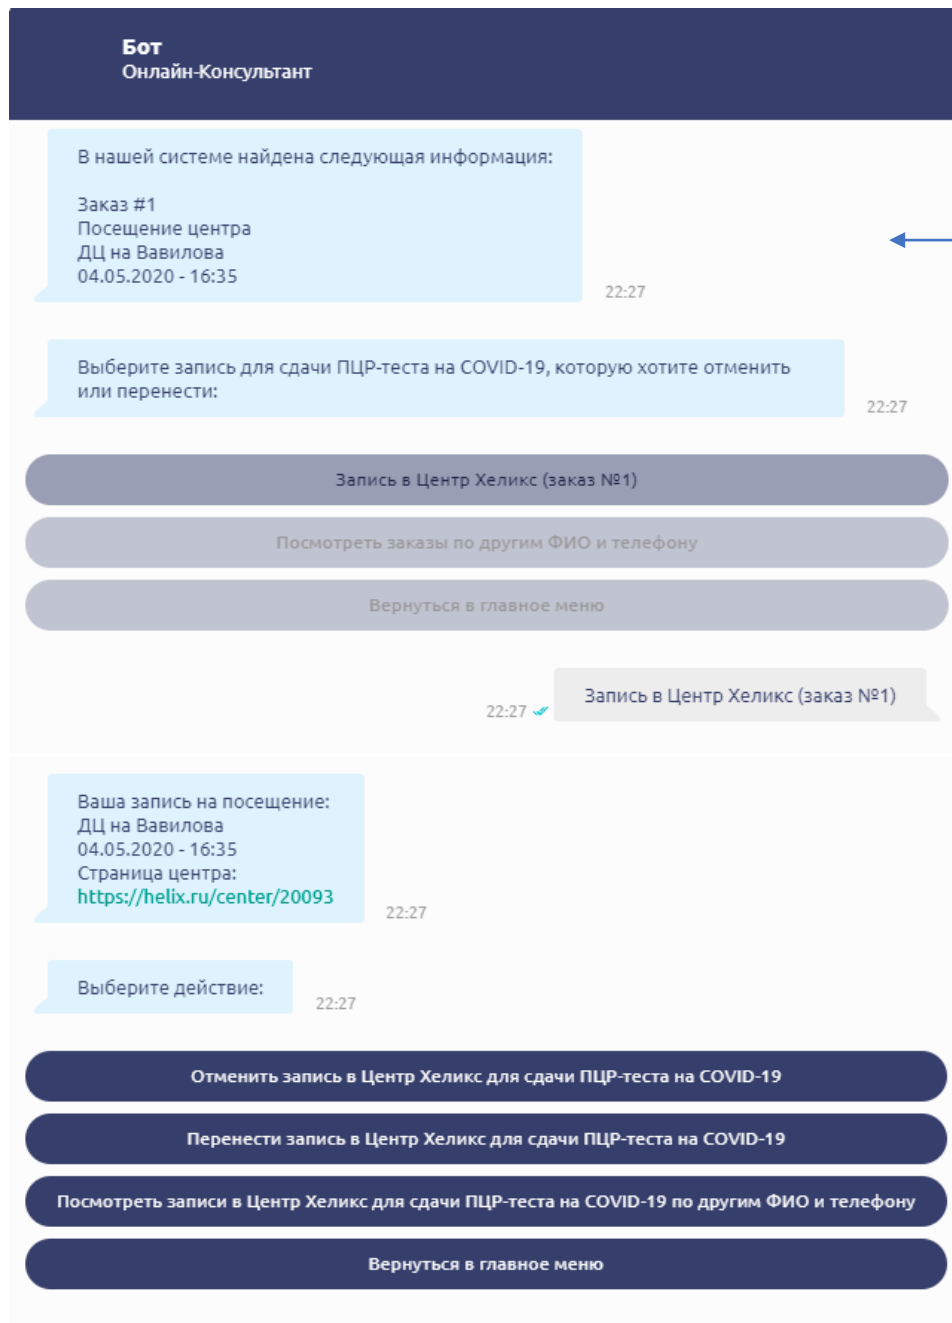 Бот
Онлайн-Консультант
В нашей системе найдена следующая информация:
Заказ #1
Посещение центра
ДЦ на Вавилова
04.05.2020 - 16:35
22:27
Выберите запись для сдачи ПЦР-теста на COVID-19, которую хотите отменить
или перенести:
22:27
Запись в Центр Хеликс (заказ №1)
Посмотреть заказы по другим ФИО и телефону
Вернуться в главное меню
Запись в Центр Хеликс (заказ №1)
22:27
Ваша запись на посещение:
ДЦ на Вавилова
04.05.2020 - 16:35
Страница центра:
https://helix.ru/center/20093
22:27
Выберите действие:
22:27
Отменить запись в Центр Хеликс для сдачи ПЦР-теста на COVID-19
Перенести запись в Центр Хеликс для сдачи ПЦР-теста на COVID-19
Посмотреть записи в Центр Хеликс для сдачи ПЦР-теста на COVID-19 по другим ФИО и телефону
Вернуться в главное меню